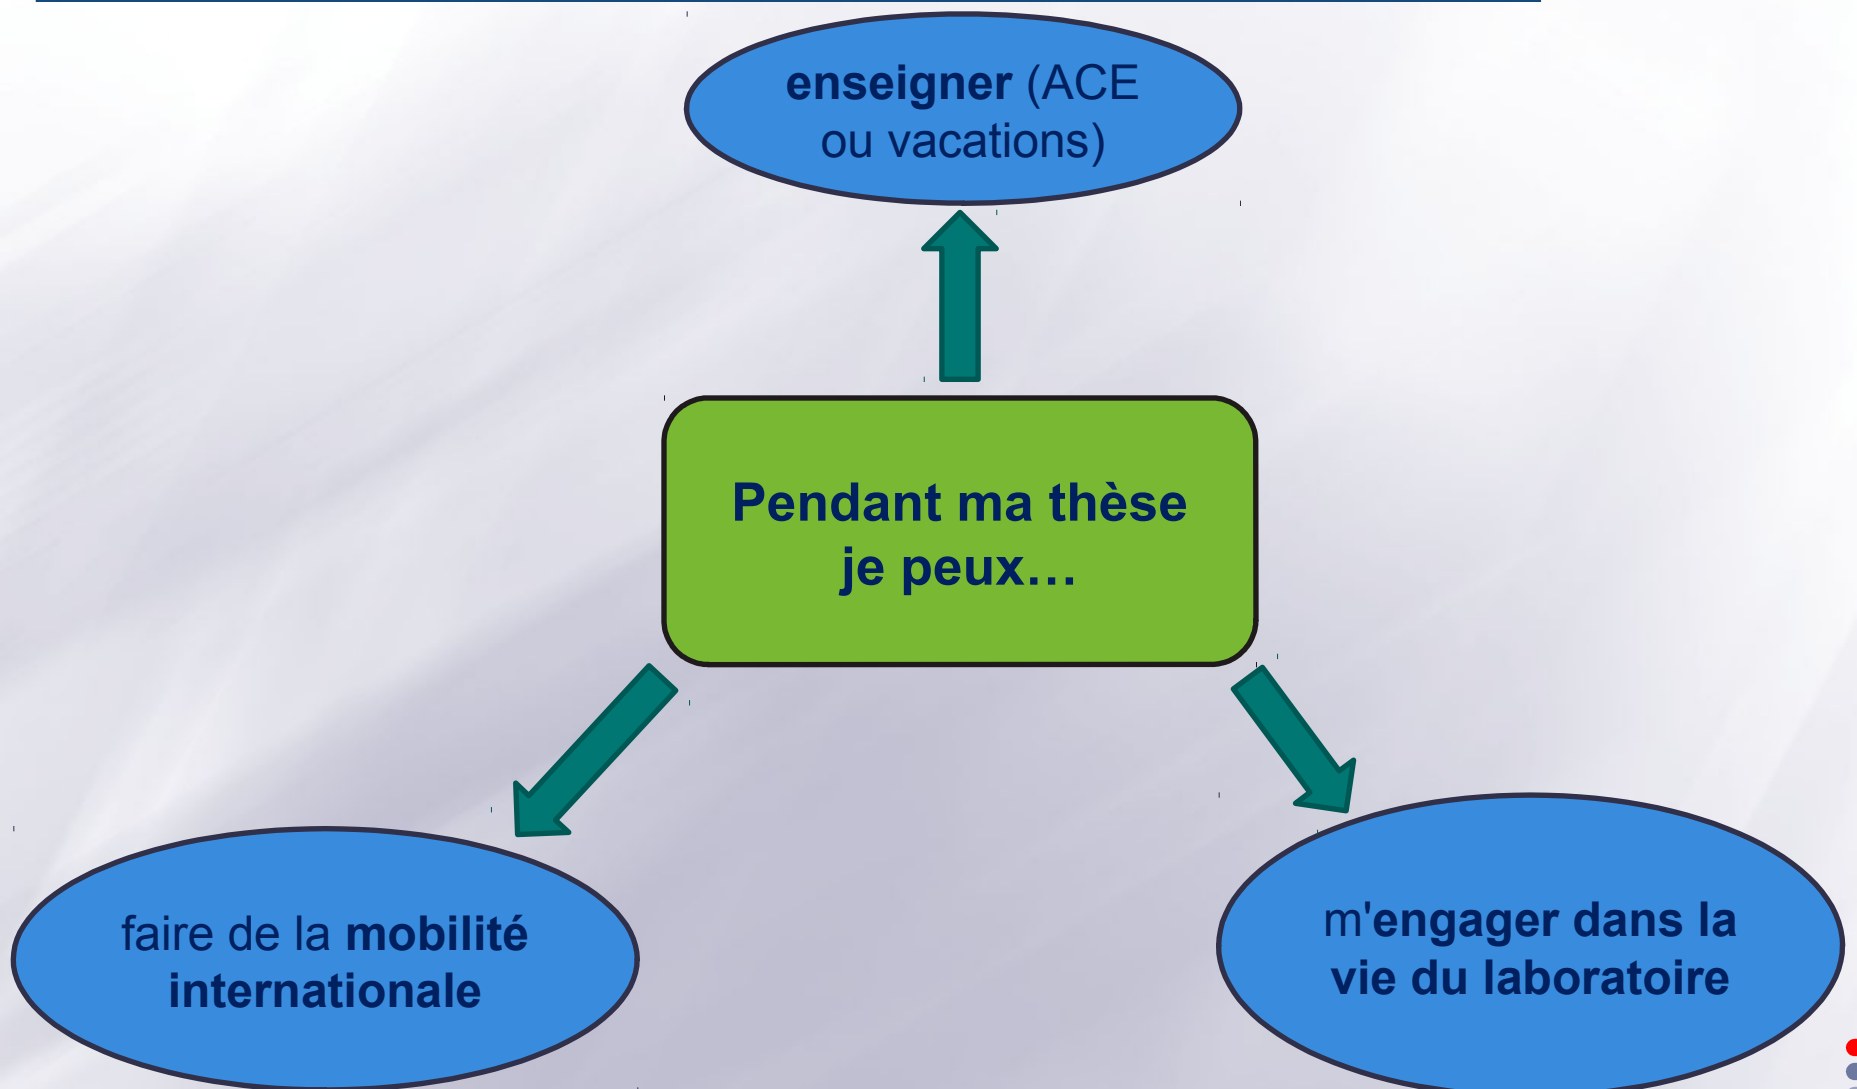 enseigner (ACE
ou vacations)
Pendant ma thèse
je peux…
faire de la mobilité
internationale
m'engager dans la
vie du laboratoire